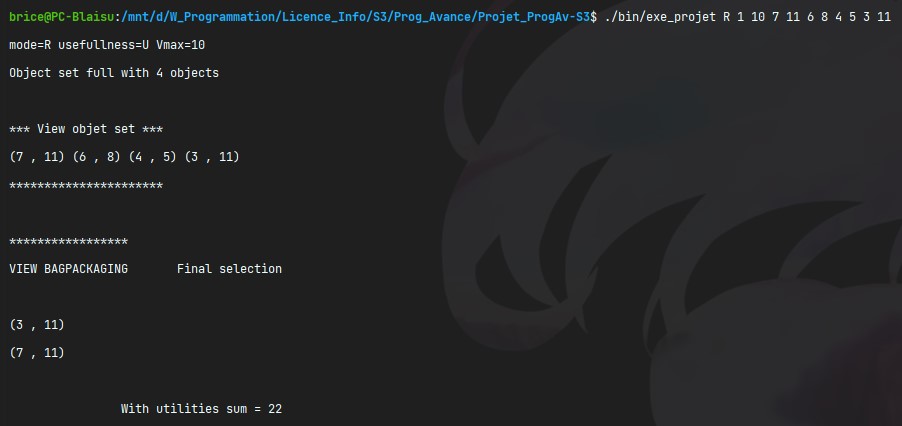 brice@PC-Blaisu:/mnt/d/W_Programmation/Licence_Info/S3/Prog_Avance/Projet_ProgAv-S3$ ./bin/exe_projet R 1 10 7 11 6 8 4 5 3 11
mode=R usefullness=U Vmax=10
Object set full with 4 objects
*** View objet set ***
(7 , 11) (6 , 8) (4 , 5) (3 , 11)
**********************
*****************
VIEW BAGPACKAGING       Final selection
(3 , 11)
(7 , 11)
With utilities sum = 22